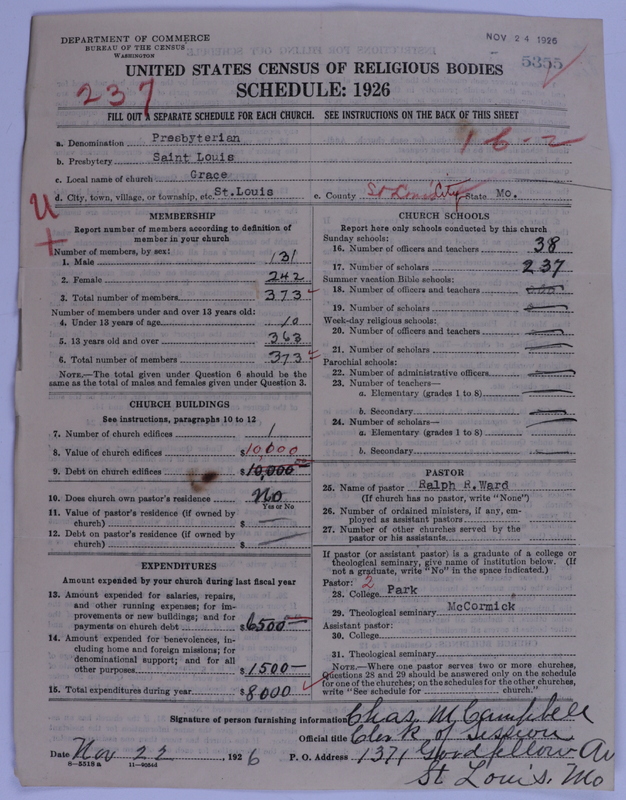 DEPARTMENT OF COMMERCE
BUREAU OF THE CENSUS
WASHINGTON
NOV 24 1926
5355
UNITED STATES CENSUS OF RELIGIOUS BODIES
SCHEDULE: 1926
237
FILL OUT A SEPARATE SCHEDULE FOR EACH CHURCH. SEE INSTRUCTIONS ON THE BACK OF THIS SHEET
a. Denomination Presbyterian
16-2
b. Presbytery Saint Louis
c. Local name of church Grace
d. City, town, village, or township, etc. St.Louis e. County St Louis City State Mo.
U
+
MEMBERSHIP
Report number of members according to definition of
member in your church
Number of members, by sex:
1. Male 131
2. Female 242
3. Total number of members 373
Number of members under and over 13 years old:
4. Under 13 years of age 10
5. 13 years old and over 363
6. Total number of members 373
NOTE.—The total given under Question 6 should be
same as the total of males and females given under Question 3.
CHURCH BUILDINGS
See instructions, paragraphs 10 to 12
7. Number of church edifices 1
8. Value of church edifices $10,000
9. Debt on church edifices $10,000
10. Does church own pastor's residence No
Yes or No
11. Value of pastor's residence (if owned by
church) $
12. Debt on pastor's residence (if owned by
church) $
EXPENDITURES
Amount expended by your church during last fiscal year
13. Amount expended for salaries, repairs,
and other running expenses; for im-
provements or new buildings; and for
payments on church debt $6500—
14. Amount expended for benevolences, in-
cluding home and foreign missions; for
denominational support; and for all
other purposes $1500—
15. Total expenditures during year $8000
CHURCH SCHOOLS
Report here only schools conducted by this church
Sunday schools:
16. Number of officers and teachers 38
17. Number of scholars 237
Summer vacation Bible schools:
18. Number of officers and teachers
19. Number of scholars
Week-day religious schools:
20. Number of officers and teachers
21. Number of scholars
Parochial schools:
22. Number of administrative officers
23. Number of teachers—
a. Elementary (grades 1 to 8)
b. Secondary
24. Number of scholars—
a. Elementary (grades 1 to 8)
b. Secondary
PASTOR
25. Name of pastor Ralph R.Ward
(If church has no pastor, write "None")
26. Number of ordained ministers, if any, em-
ployed as assistant pastors
27. Number of other churches served by the
pastor or his assistants
If pastor (or assistant pastor) is a graduate of a college or
theological seminary, give name of institution below. (If
not a graduate, write "No" in the space indicated.)
Pastor: 2
28. College Park
29. Theological seminary McCormick
Assistant pastor:
30. College
31. Theological seminary
NOTE.—Where one pastor serves two or more churches,
Questions 28 and 29 should be answered only on the schedule
for one of the churches; on the schedules for the other churches,
write "See schedule for church."
Signature of person furnishing information Chas. M Campbell
Official title Clerk of Session
Date Nov 22, 1926 P. O. Address 1371 Goodfellow Av
8—5518a 11—9054d
St Louis, Mo